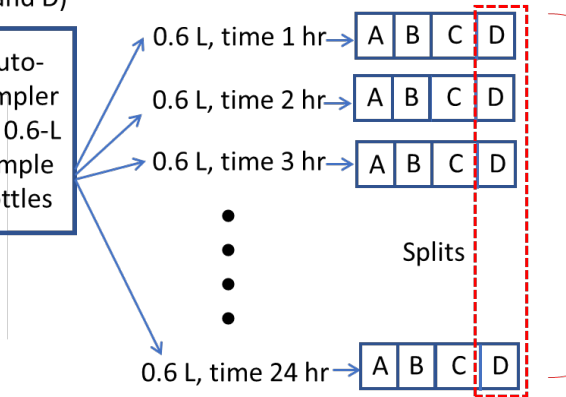 and D)
uto-
mpler
0.6-L
mple
ttles
0.6 L, time 1 hr
A B C D
0.6 L, time 2 hr
A B C D
0.6 L, time 3 hr
A B C D
Splits
0.6 L, time 24 hr
A B C D